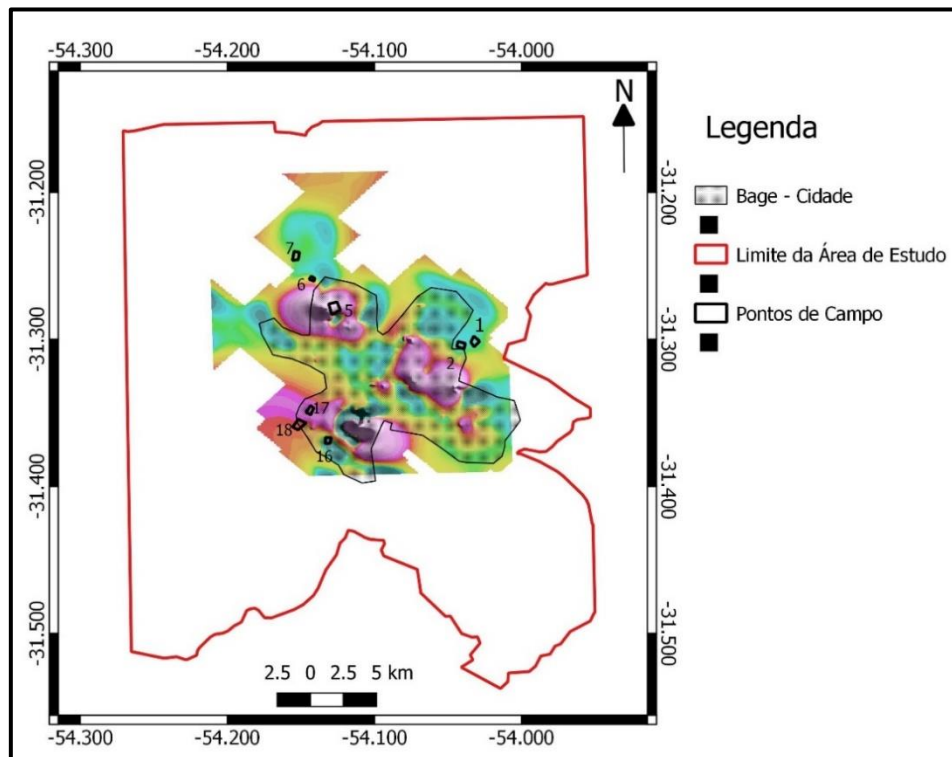 -54.300 -54.200 -54.100 -54.000
N
Legenda
-31.200 -31.200
Bage - Cidade
Limite da Área de Estudo
Pontos de Campo
7
6
5
1
2
-31.300 -31.300
17
18
16
-31.400 -31.400
-31.500 -31.500
2.5 0 2.5 5 km
-54.300 -54.200 -54.100 -54.000